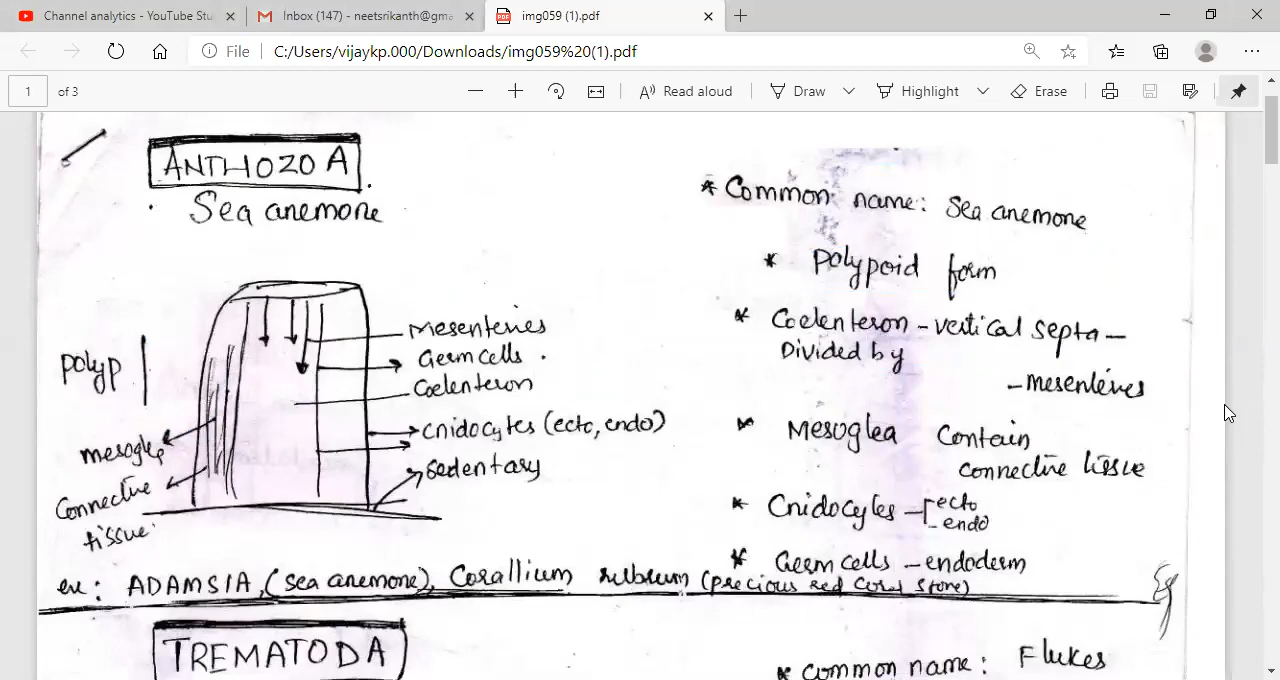 Channel analytics - YouTube Stu
Inbox (147) - neetsrikanth@gma
img059 (1).pdf
File
C:/Users/vijaykp.000/Downloads/img059%20(1).pdf
1 of 3
Read aloud
Draw
Highlight
Erase
ANTHOZOA
Sea anemone
* Common name: Sea anemone
* Polypoid form
* Coelenteron - vertical septa -
Divided by
- mesenteries
* Mesoglea contain
connective tissue
* Cnidocytes - ecto
- endo
* Germ cells - endoderm
polyp
Mesenteries
Germ cells
Coelenteron
cnidocytes (ecto, endo)
sedentary
mesoglea
Connective
tissue
ex: ADAMSIA, (sea anemone), Corallium rubrum (precious red Coral Stone)
Eg
TREMATODA
* common name: Flukes